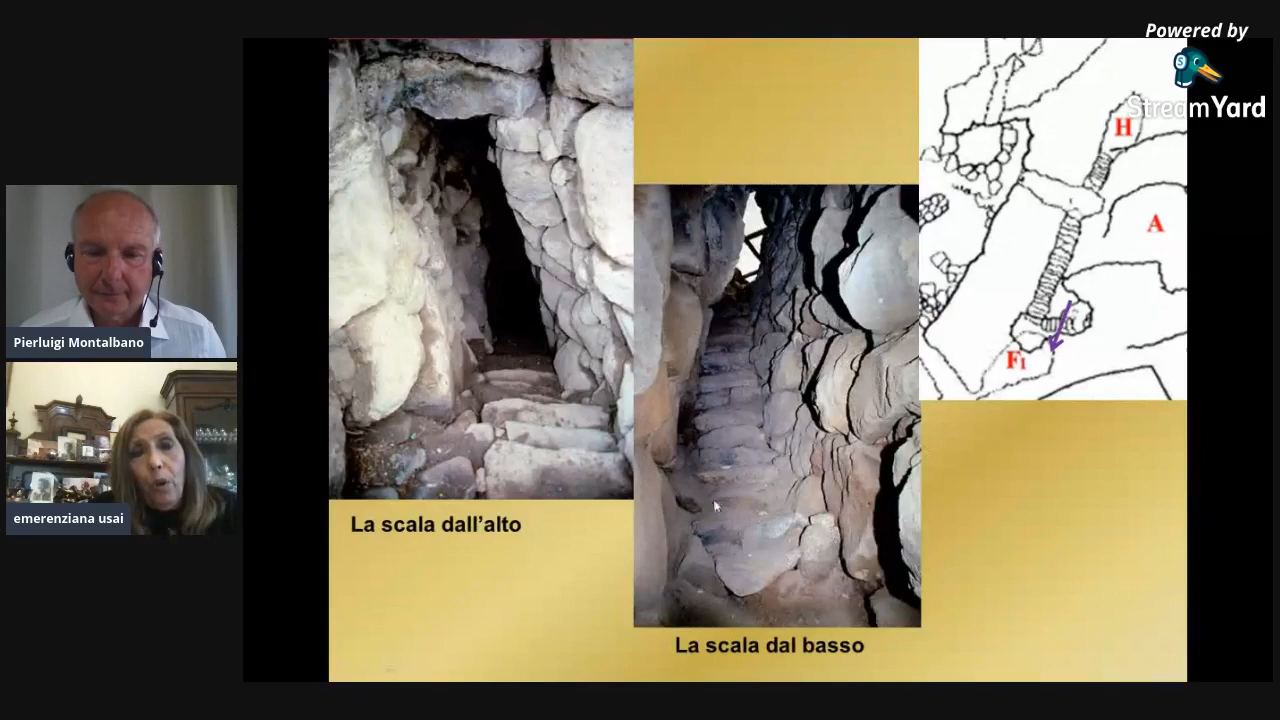 Powered by
StreamYard
Pierluigi Montalbano
emerenziana usai
La scala dall'alto
La scala dal basso
H
A
F1